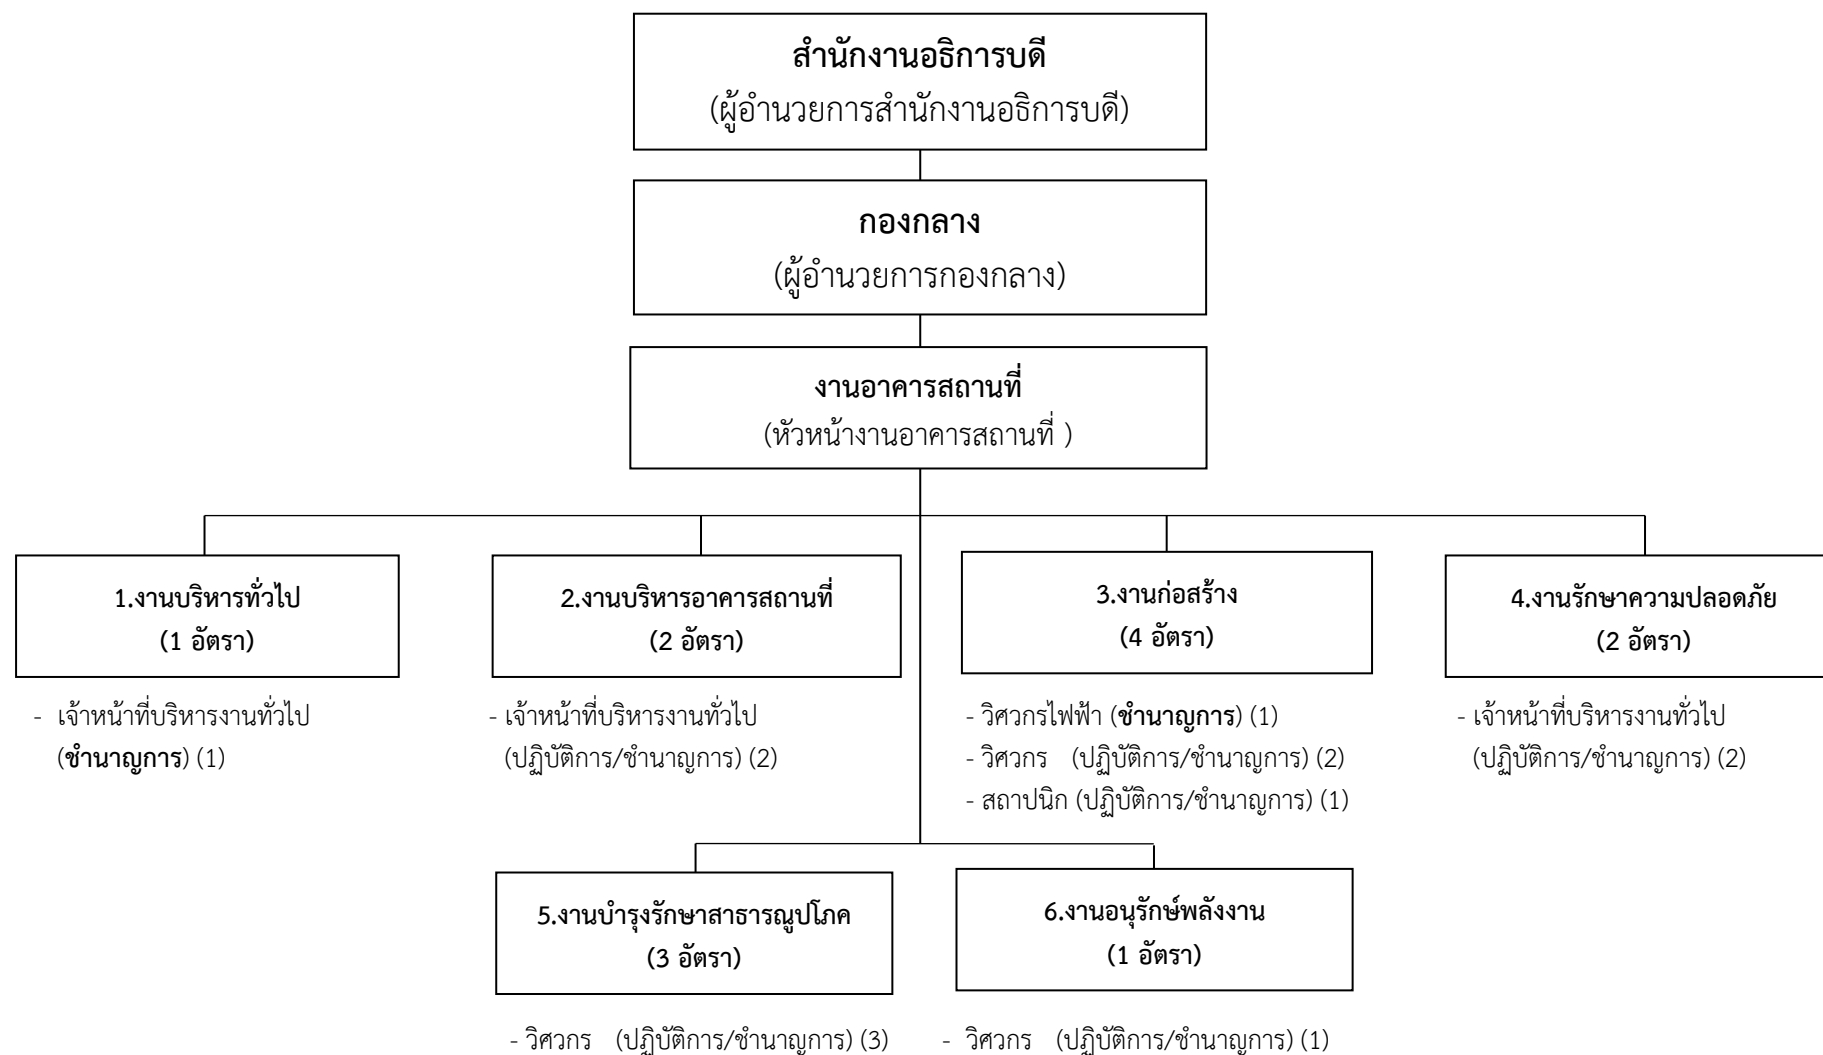 สำนักงานอธิการบดี
(ผู้อำนวยการสำนักงานอธิการบดี)
กองกลาง
(ผู้อำนวยการกองกลาง)
งานอาคารสถานที่
(หัวหน้างานอาคารสถานที่ )
1.งานบริหารทั่วไป
(1 อัตรา)
- เจ้าหน้าที่บริหารงานทั่วไป
(ชำนาญการ) (1)
2.งานบริหารอาคารสถานที่
(2 อัตรา)
- เจ้าหน้าที่บริหารงานทั่วไป
(ปฏิบัติการ/ชำนาญการ) (2)
3.งานก่อสร้าง
(4 อัตรา)
- วิศวกรไฟฟ้า (ชำนาญการ) (1)
- วิศวกร (ปฏิบัติการ/ชำนาญการ) (2)
- สถาปนิก (ปฏิบัติการ/ชำนาญการ) (1)
4.งานรักษาความปลอดภัย
(2 อัตรา)
- เจ้าหน้าที่บริหารงานทั่วไป
(ปฏิบัติการ/ชำนาญการ) (2)
5.งานบำรุงรักษาสาธารณูปโภค
(3 อัตรา)
- วิศวกร (ปฏิบัติการ/ชำนาญการ) (3)
6.งานอนุรักษ์พลังงาน
(1 อัตรา)
- วิศวกร (ปฏิบัติการ/ชำนาญการ) (1)